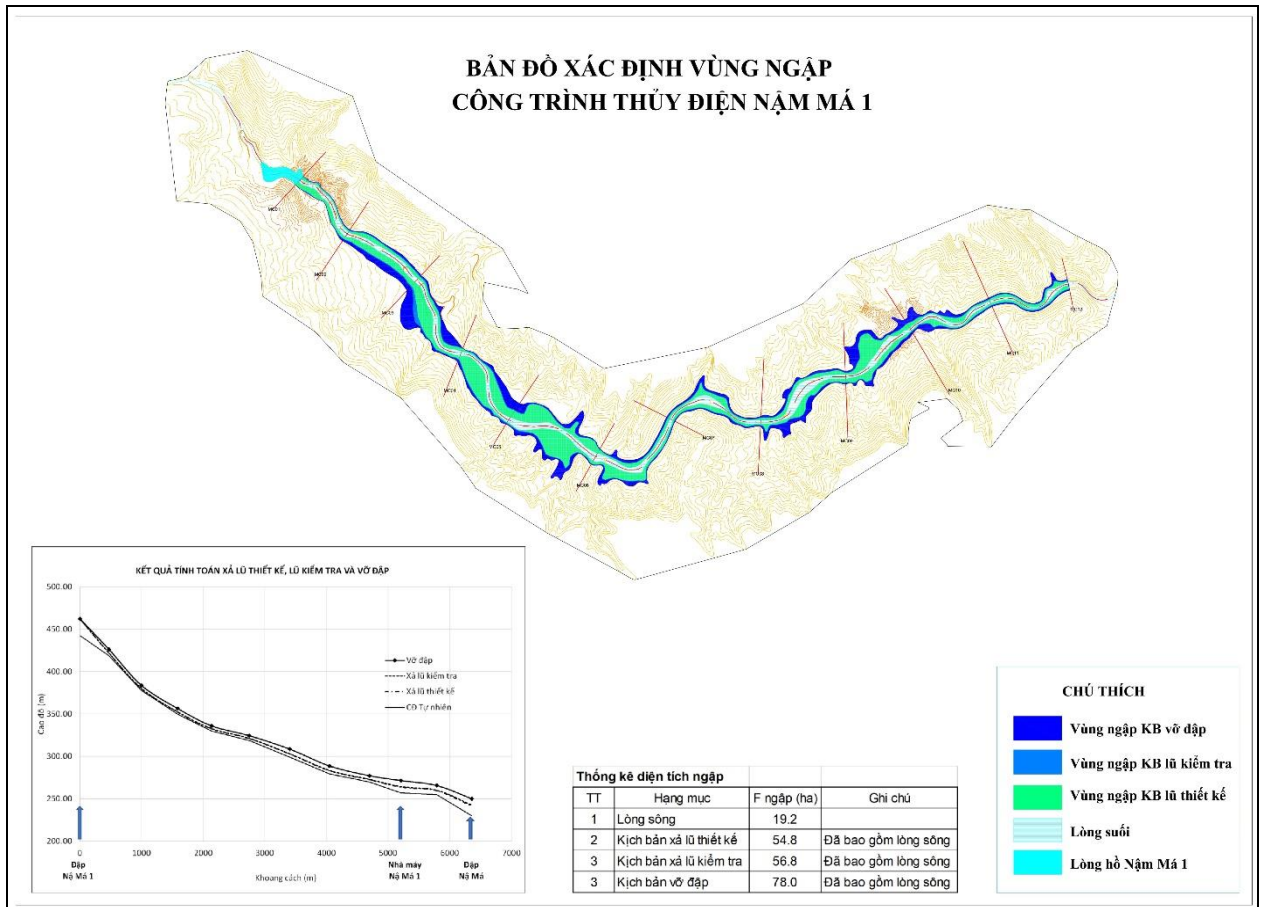 BẢN ĐỒ XÁC ĐỊNH VÙNG NGẬP
CÔNG TRÌNH THỦY ĐIỆN NẬM MÁ 1
KẾT QUẢ TÍNH TOÁN XẢ LŨ THIẾT KẾ, LŨ KIỂM TRA VÀ VỠ ĐẬP
500.00
450.00
400.00
350.00
300.00
250.00
200.00
Cao độ (m)
Vỡ đập
Xả lũ kiểm tra
Xả lũ thiết kế
CĐ Tự nhiên
0 1000 2000 3000 4000 5000 6000 7000
Đập Nhà máy Đập
Nậ Má 1 Nậ Má 1 Nậ Má
Khoang cách (m)
Thống kê diện tích ngập
TT Hạng mục F ngập (ha) Ghi chú
1 Lòng sông 19.2
2 Kịch bản xả lũ thiết kế 54.8 Đã bao gồm lòng sông
3 Kịch bản xả lũ kiểm tra 56.8 Đã bao gồm lòng sông
3 Kịch bản vỡ đập 78.0 Đã bao gồm lòng sông
CHÚ THÍCH
Vùng ngập KB vỡ đập
Vùng ngập KB lũ kiểm tra
Vùng ngập KB lũ thiết kế
Lòng suối
Lòng hồ Nậm Má 1